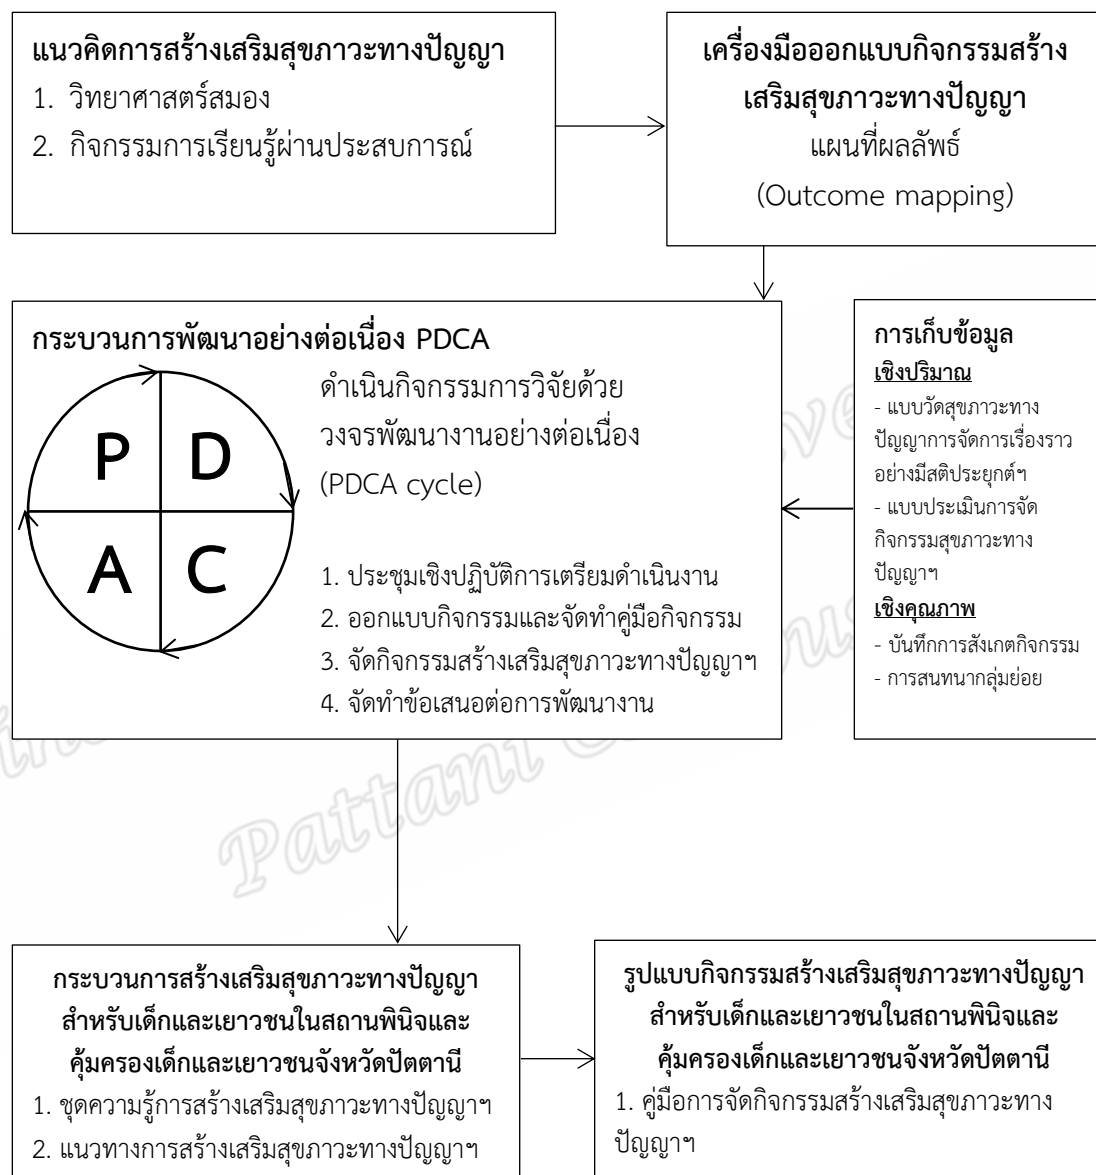 แนวคิดการสร้างเสริมสุขภาวะทางปัญญา
1. วิทยาศาสตร์สมอง
2. กิจกรรมการเรียนรู้ผ่านประสบการณ์
เครื่องมือออกแบบกิจกรรมสร้าง
เสริมสุขภาวะทางปัญญา
แผนที่ผลลัพธ์
(Outcome mapping)
กระบวนการพัฒนาอย่างต่อเนื่อง PDCA
P D
A C
ดำเนินกิจกรรมการวิจัยด้วย
วงจรพัฒนางานอย่างต่อเนื่อง
(PDCA cycle)
1. ประชุมเชิงปฏิบัติการเตรียมดำเนินงาน
2. ออกแบบกิจกรรมและจัดทำคู่มือกิจกรรม
3. จัดกิจกรรมสร้างเสริมสุขภาวะทางปัญญาฯ
4. จัดทำข้อเสนอต่อการพัฒนางาน
การเก็บข้อมูล
เชิงปริมาณ
- แบบวัดสุขภาวะทาง
ปัญญาการจัดการเรื่องราว
อย่างมีสติประยุกต์ฯ
- แบบประเมินการจัด
กิจกรรมสุขภาวะทาง
ปัญญาฯ
เชิงคุณภาพ
- บันทึกการสังเกตกิจกรรม
- การสนทนากลุ่มย่อย
Pattani
กระบวนการสร้างเสริมสุขภาวะทางปัญญา
สำหรับเด็กและเยาวชนในสถานพินิจและ
คุ้มครองเด็กและเยาวชนจังหวัดปัตตานี
1. ชุดความรู้การสร้างเสริมสุขภาวะทางปัญญาฯ
2. แนวทางการสร้างเสริมสุขภาวะทางปัญญาฯ
รูปแบบกิจกรรมสร้างเสริมสุขภาวะทางปัญญา
สำหรับเด็กและเยาวชนในสถานพินิจและ
คุ้มครองเด็กและเยาวชนจังหวัดปัตตานี
1. คู่มือการจัดกิจกรรมสร้างเสริมสุขภาวะทาง
ปัญญาฯ